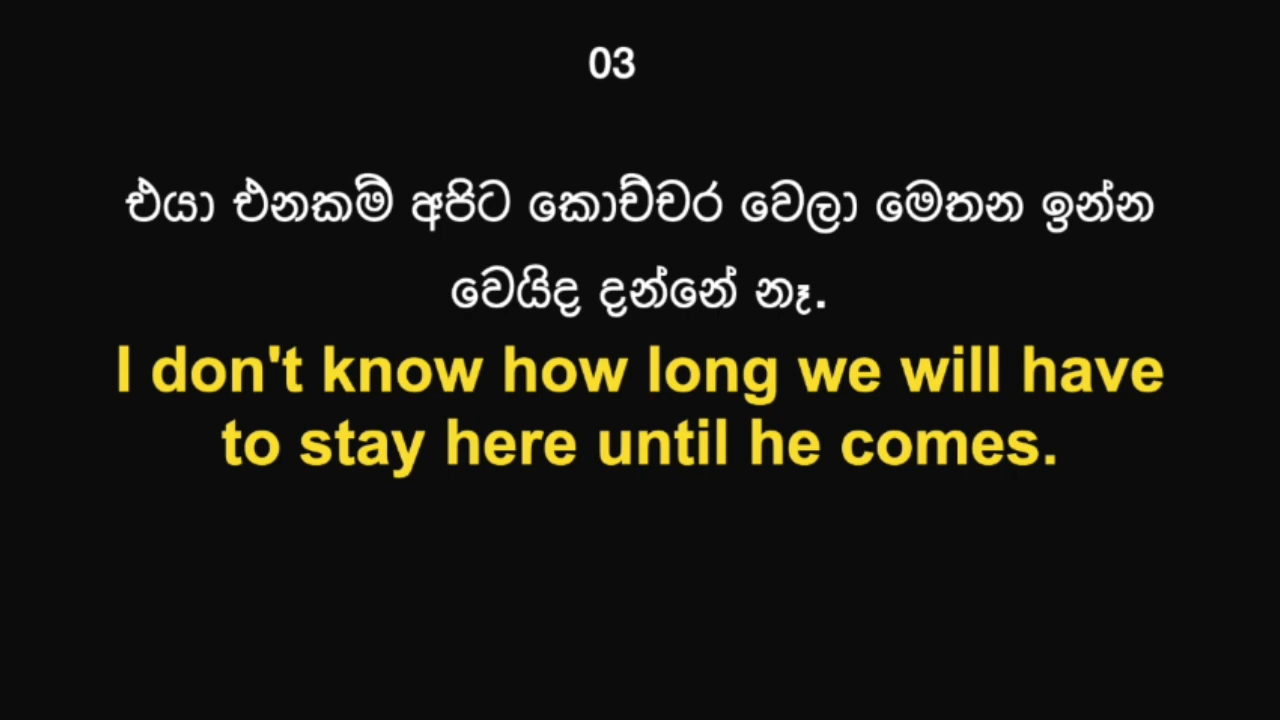 03
එයා එනකම් අපිට කොච්චර වෙලා මෙතන ඉන්න
වෙයිද දන්නේ නෑ.
I don't know how long we will have
to stay here until he comes.